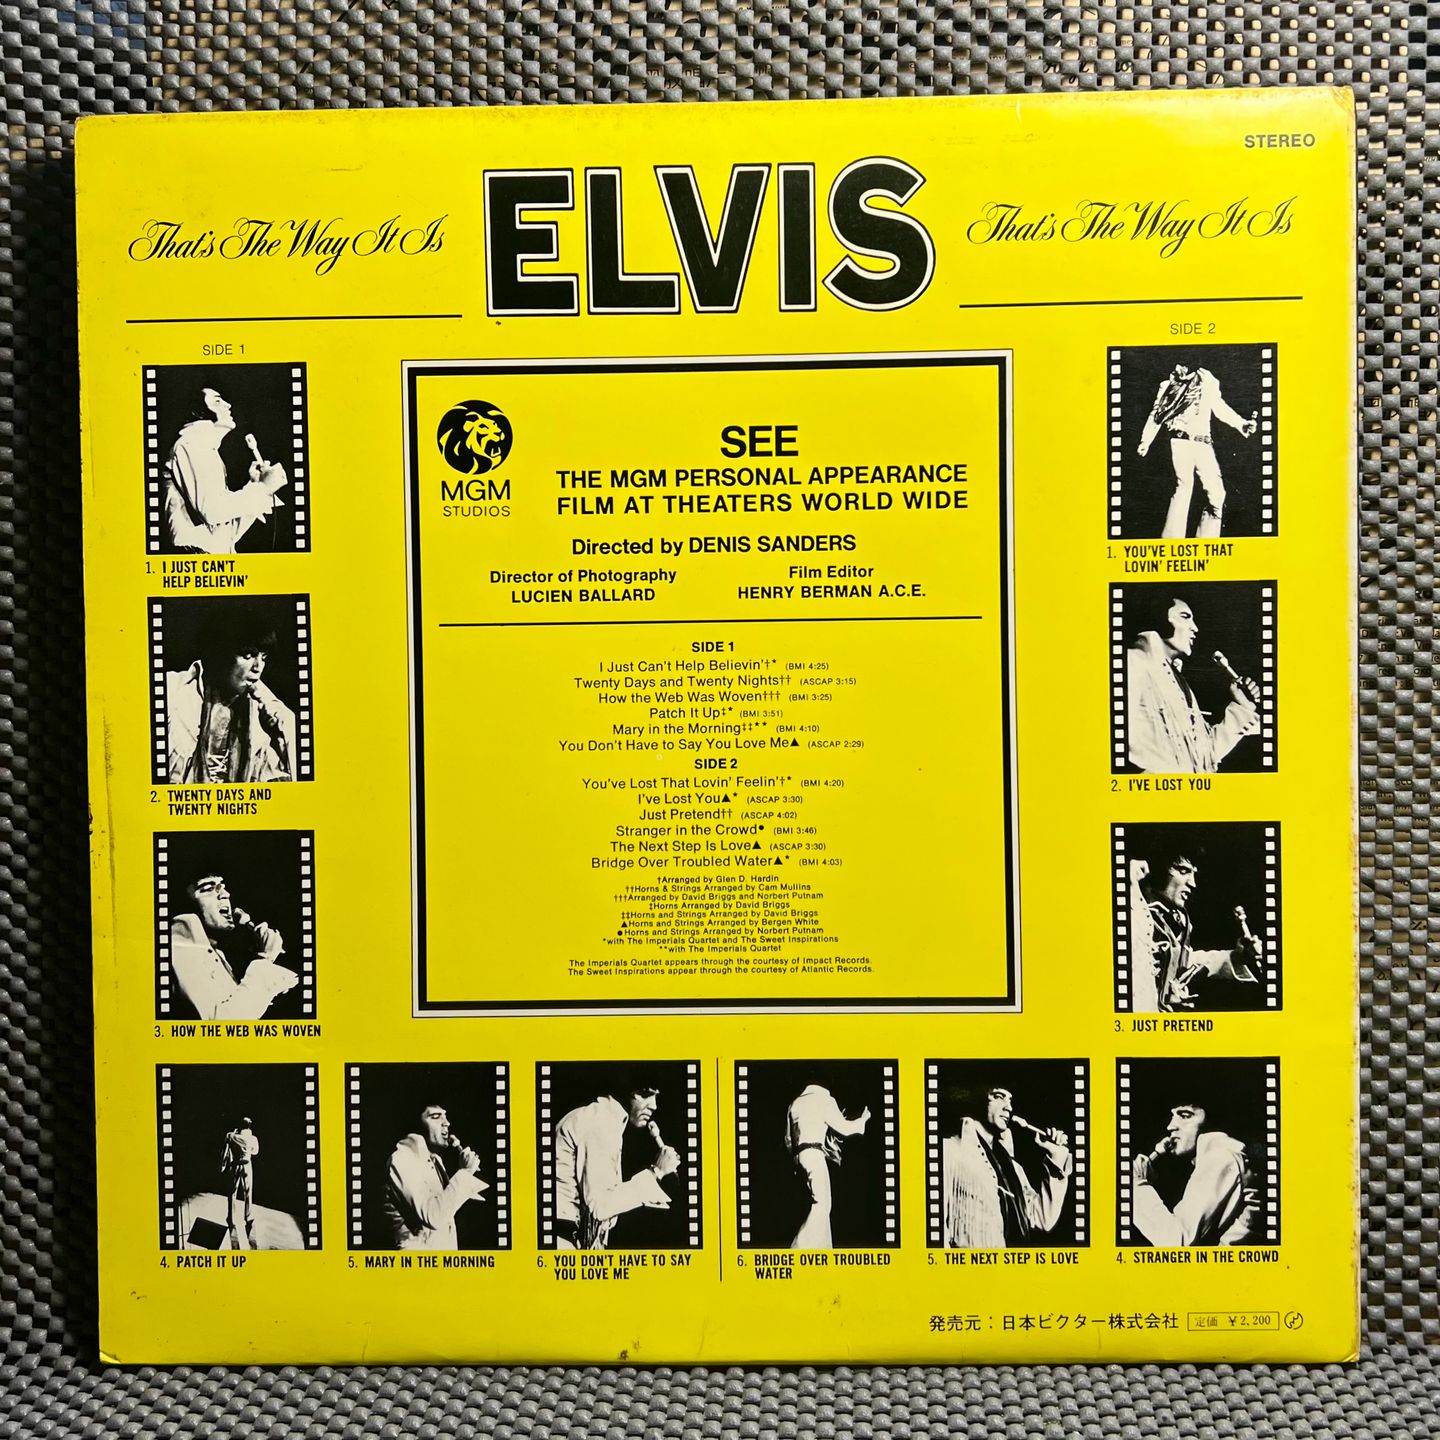 STEREO
ELVIS
That's The Way It Is
That's The Way It Is
SIDE 1
1. I JUST CAN'T
HELP BELIEVIN'
2. TWENTY DAYS AND
TWENTY NIGHTS
3. HOW THE WEB WAS WOVEN
4. PATCH IT UP
5. MARY IN THE MORNING
6. YOU DON'T HAVE TO SAY
YOU LOVE ME
MGM
STUDIOS
SEE
THE MGM PERSONAL APPEARANCE
FILM AT THEATERS WORLD WIDE
Directed by DENIS SANDERS
Director of Photography
LUCIEN BALLARD
Film Editor
HENRY BERMAN A.C.E.
SIDE 1
I Just Can't Help Believin'†* (BMI 4:25)
Twenty Days and Twenty Nights†† (ASCAP 3:15)
How the Web Was Woven††† (BMI 3:25)
Patch It Up‡* (BMI 3:51)
Mary in the Morning‡‡** (BMI 4:10)
You Don't Have to Say You Love Me▲ (ASCAP 2:29)
SIDE 2
You've Lost That Lovin' Feelin'†* (BMI 4:20)
I've Lost You▲* (ASCAP 3:30)
Just Pretend†† (ASCAP 4:02)
Stranger in the Crowd● (BMI 3:46)
The Next Step Is Love▲ (ASCAP 3:30)
Bridge Over Troubled Water▲* (BMI 4:03)
†Arranged by Glen D. Hardin
††Horns & Strings Arranged by Cam Mullins
†††Arranged by David Briggs and Norbert Putnam
‡Horns Arranged by David Briggs
‡‡Horns and Strings Arranged by David Briggs
▲Horns and Strings Arranged by Bergen White
●Horns and Strings Arranged by Norbert Putnam
*with The Imperials Quartet and The Sweet Inspirations
**with The Imperials Quartet
The Imperials Quartet appears through the courtesy of Impact Records.
The Sweet Inspirations appear through the courtesy of Atlantic Records.
SIDE 2
1. YOU'VE LOST THAT
LOVIN' FEELIN'
2. I'VE LOST YOU
3. JUST PRETEND
4. STRANGER IN THE CROWD
5. THE NEXT STEP IS LOVE
6. BRIDGE OVER TROUBLED
WATER
発売元：日本ビクター株式会社 定価 ￥2,200